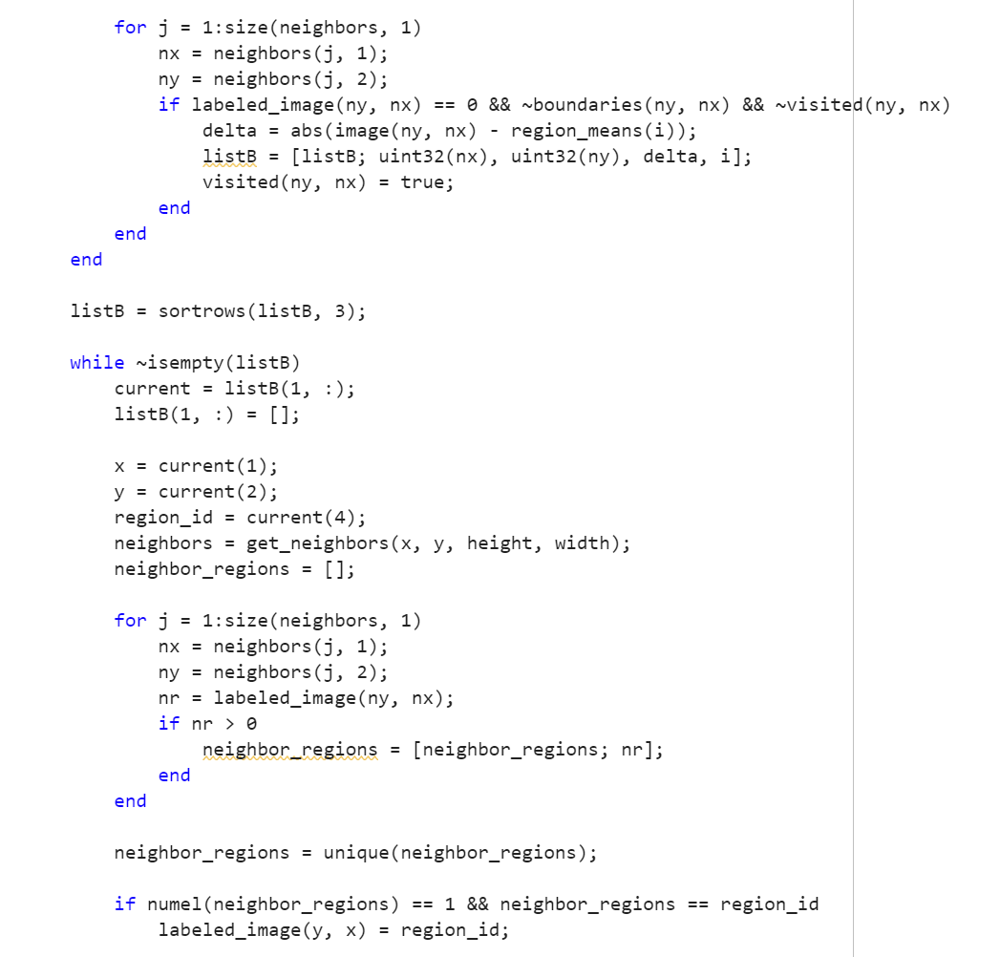 for j = 1:size(neighbors, 1)
nx = neighbors(j, 1);
ny = neighbors(j, 2);
if labeled_image(ny, nx) == 0 && ~boundaries(ny, nx) && ~visited(ny, nx)
delta = abs(image(ny, nx) - region_means(i));
listB = [listB; uint32(nx), uint32(ny), delta, i];
visited(ny, nx) = true;
end
end
end
listB = sortrows(listB, 3);
while ~isempty(listB)
current = listB(1, :);
listB(1, :) = [];
x = current(1);
y = current(2);
region_id = current(4);
neighbors = get_neighbors(x, y, height, width);
neighbor_regions = [];
for j = 1:size(neighbors, 1)
nx = neighbors(j, 1);
ny = neighbors(j, 2);
nr = labeled_image(ny, nx);
if nr > 0
neighbor_regions = [neighbor_regions; nr];
end
end
neighbor_regions = unique(neighbor_regions);
if numel(neighbor_regions) == 1 && neighbor_regions == region_id
labeled_image(y, x) = region_id;